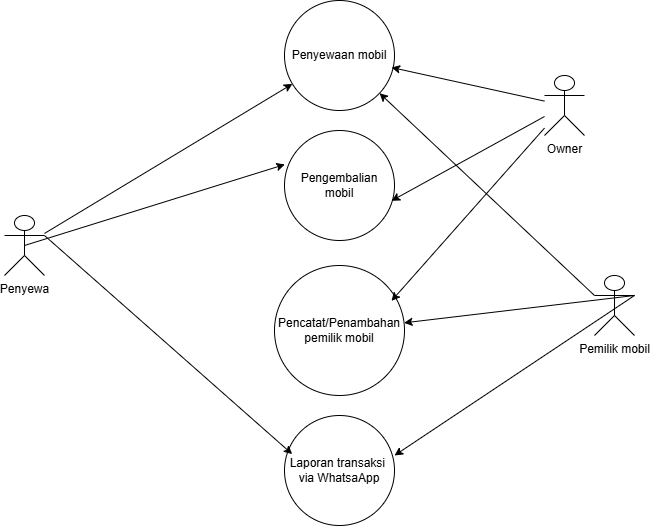 Penyewaan mobil
Owner
Pengembalian
mobil
Penyewa
Pencatat/Penambahan
pemilik mobil
Pemilik mobil
Laporan transaksi
via WhatsaApp